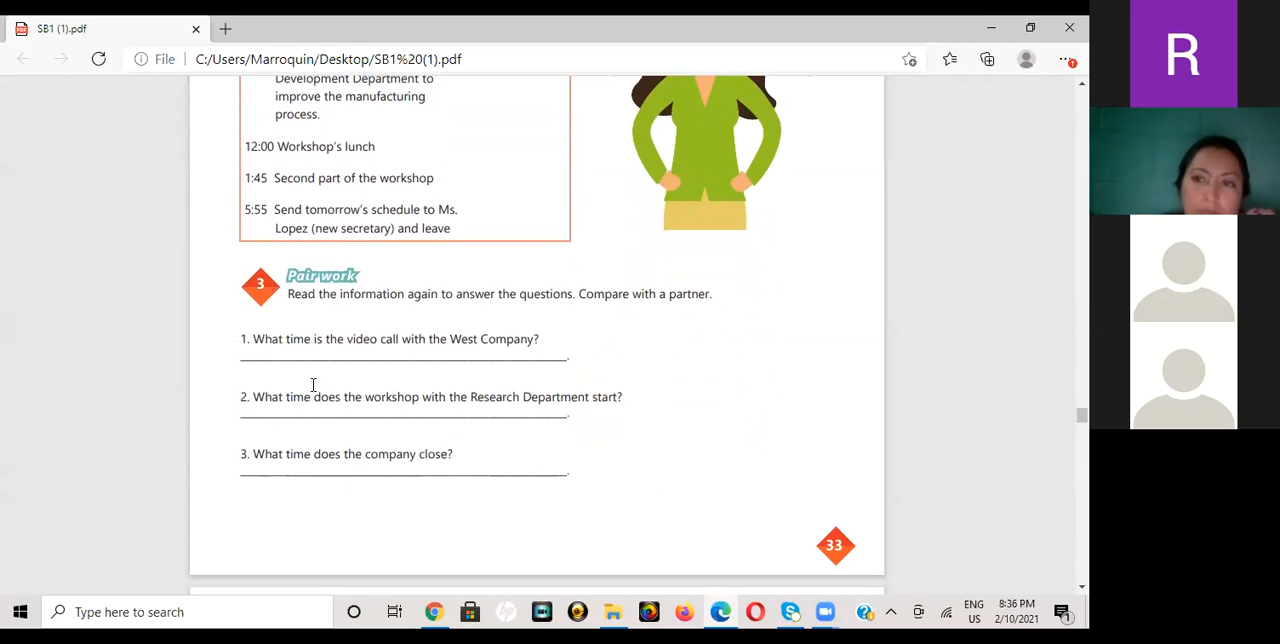 SB1 (1).pdf
File
C:/Users/Marroquin/Desktop/SB1%20(1).pdf
R
Development Department to
improve the manufacturing
process.
12:00 Workshop's lunch
1:45 Second part of the workshop
5:55 Send tomorrow's schedule to Ms.
Lopez (new secretary) and leave
3
Pair work
Read the information again to answer the questions. Compare with a partner.
1. What time is the video call with the West Company?
2. What time does the workshop with the Research Department start?
3. What time does the company close?
33
Type here to search
ENG
US
8:36 PM
2/10/2021
1